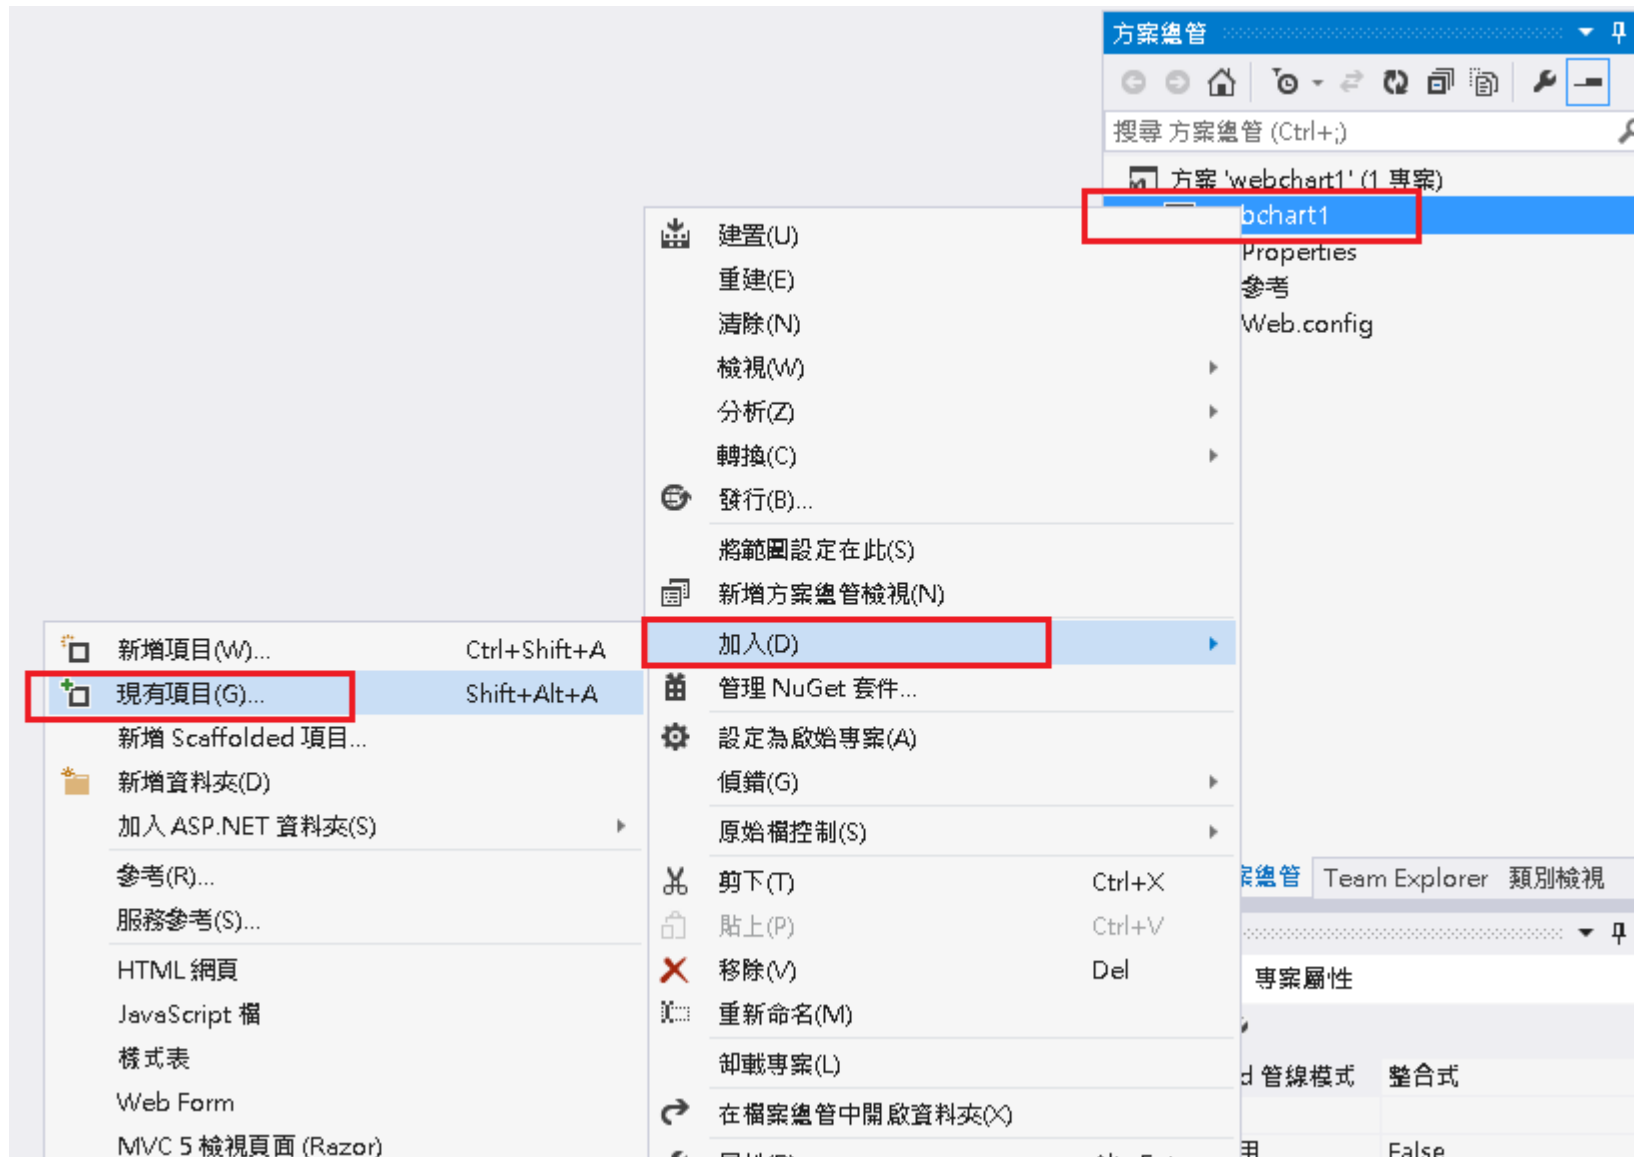 方案總管
搜尋 方案總管 (Ctrl+;)
方案 'webchart1' (1 專案)
bchart1
Properties
參考
Web.config
建置(U)
重建(E)
清除(N)
檢視(W)
分析(Z)
轉換(C)
發行(B)...
將範圍設定在此(S)
新增方案總管檢視(N)
加入(D)
管理 NuGet 套件...
設定為啟始專案(A)
偵錯(G)
原始檔控制(S)
剪下(T) Ctrl+X
貼上(P) Ctrl+V
移除(V) Del
重新命名(M)
卸載專案(L)
在檔案總管中開啟資料夾(X)
新增項目(W)... Ctrl+Shift+A
現有項目(G)... Shift+Alt+A
新增 Scaffolded 項目...
新增資料夾(D)
加入 ASP.NET 資料夾(S)
參考(R)...
服務參考(S)...
HTML 網頁
JavaScript 檔
樣式表
Web Form
MVC 5 檢視頁面 (Razor)
案總管 Team Explorer 類別檢視
專案屬性
d 管線模式 整合式
用 False